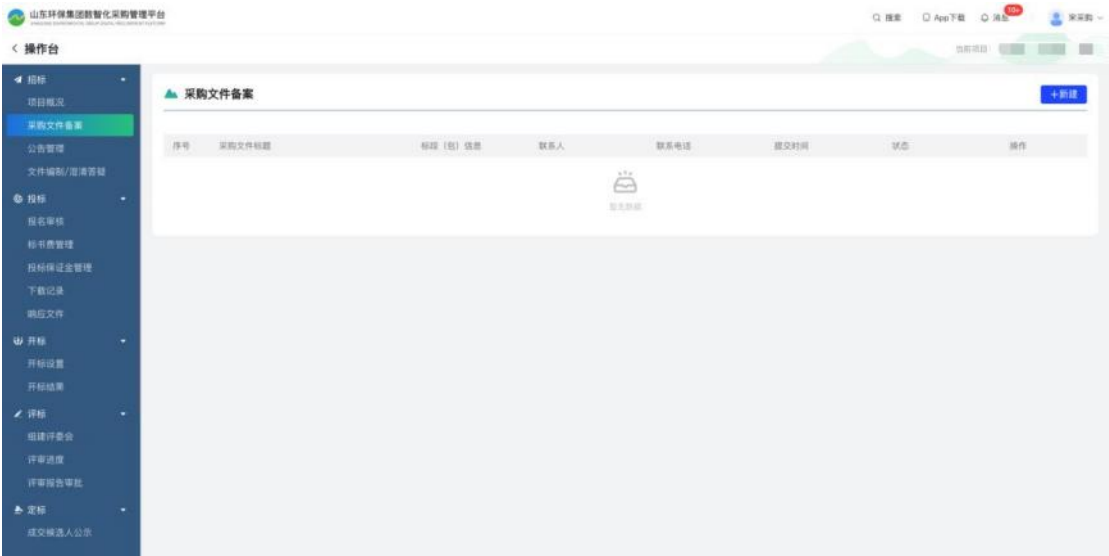 山东环保集团数智化采购管理平台
搜索
App下载
消息
10+
宋采购
操作台
当前项目
招标
项目概况
采购文件备案
公告管理
文件编制/澄清答疑
投标
报名审核
标书费管理
投标保证金管理
下载记录
响应文件
开标
开标设置
开标结果
评标
组建评委会
评审进度
评审报告审批
定标
成交候选人公示
采购文件备案
+新建
序号 采购文件标题 标段（包）信息 联系人 联系电话 提交时间 状态 操作
暂无数据